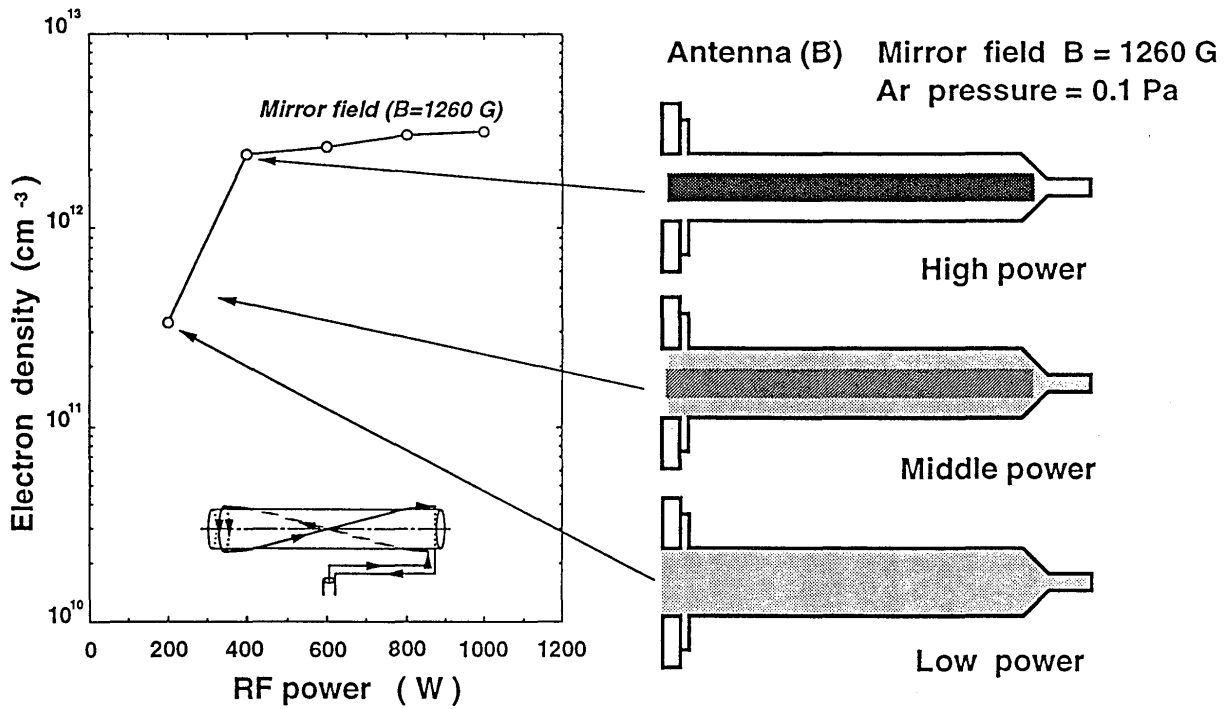 10^13
10^12
10^11
10^10
Electron density (cm^-3)
Mirror field (B=1260 G)
0 200 400 600 800 1000 1200
RF power ( W )
Antenna (B) Mirror field B = 1260 G
Ar pressure = 0.1 Pa
High power
Middle power
Low power